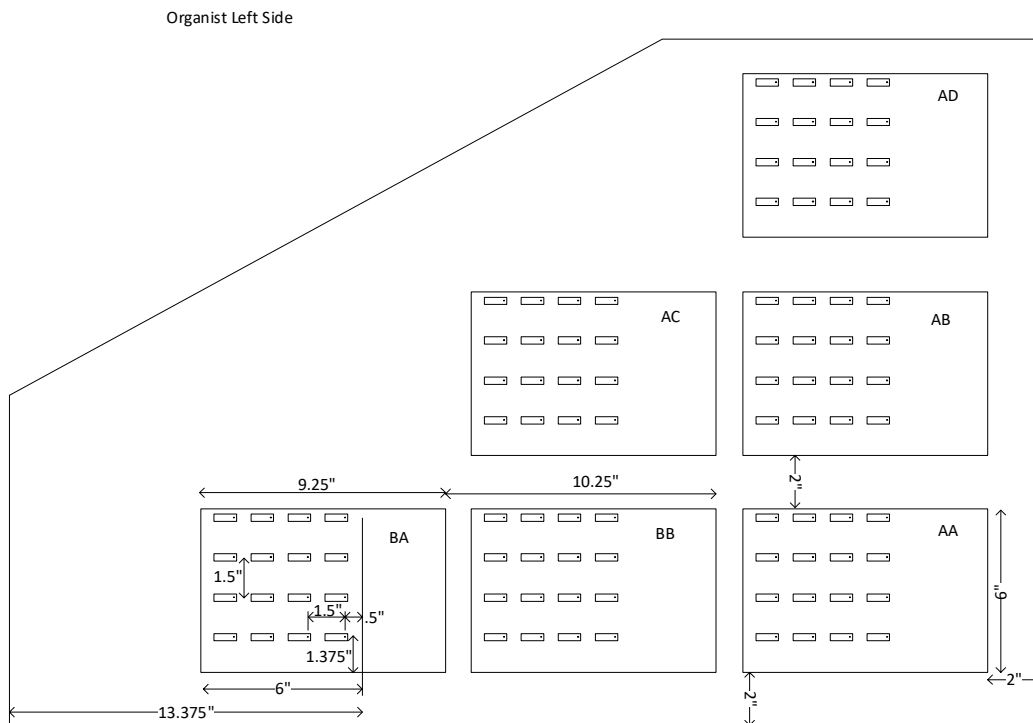 Organist Left Side
AD
AC
AB
2"
9.25"
10.25"
BA
BB
AA
1.5"
6"
1.5"
.5"
1.375"
6"
2"
2"
13.375"